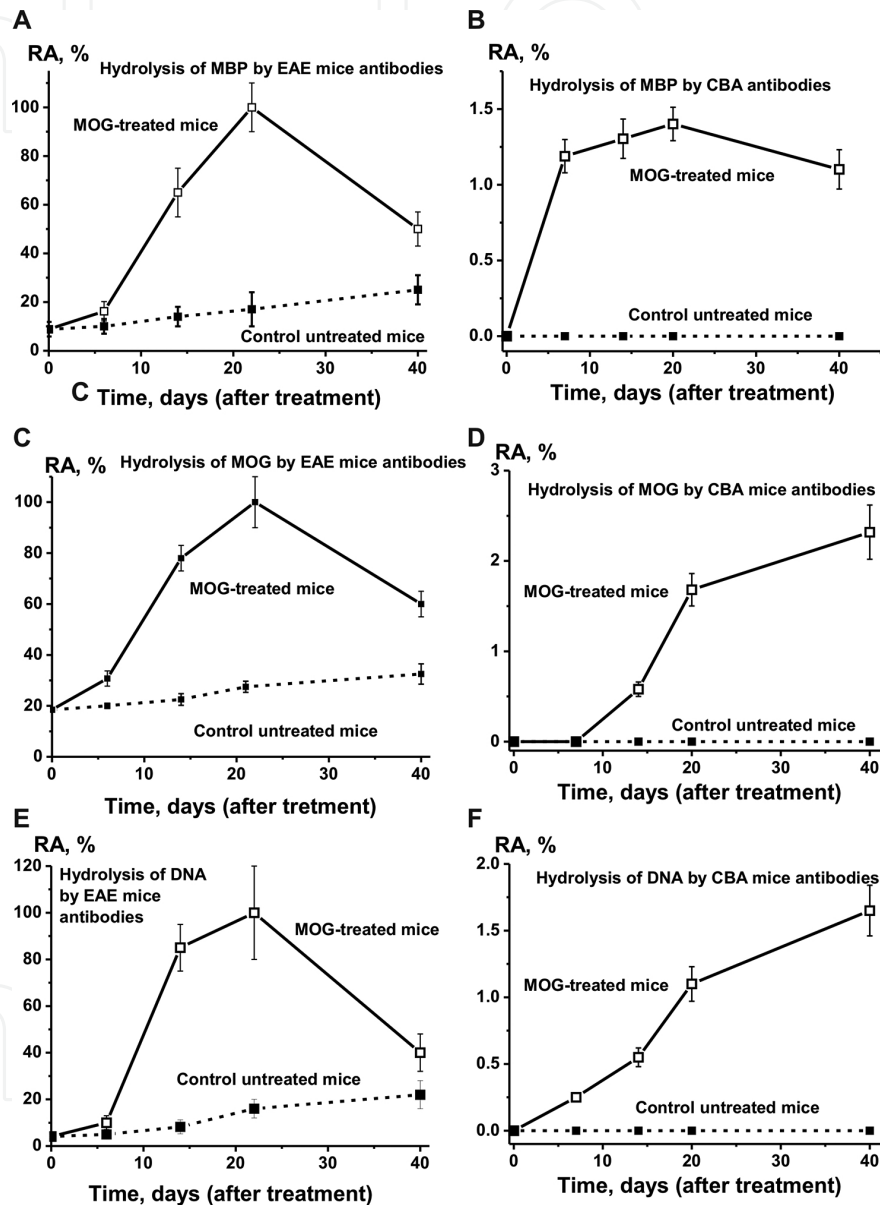 A
RA, %
Hydrolysis of MBP by EAE mice antibodies
MOG-treated mice
Control untreated mice
100
80
60
40
20
0
0 10 20 30 40
C Time, days (after treatment)
B
RA, %
Hydrolysis of MBP by CBA antibodies
MOG-treated mice
Control untreated mice
1.5
1.0
0.5
0.0
0 10 20 30 40
Time, days (after treatment)
C
RA, %
Hydrolysis of MOG by EAE mice antibodies
MOG-treated mice
Control untreated mice
100
80
60
40
20
0
0 10 20 30 40
Time, days (after tretment)
D
RA, %
Hydrolysis of MOG by CBA mice antibodies
MOG-treated mice
Control untreated mice
3
2
1
0
0 10 20 30 40
Time, days (after treatment)
E
RA, %
Hydrolysis of DNA
by EAE mice
antibodies
MOG-treated mice
Control untreated mice
120
100
80
60
40
20
0
0 10 20 30 40
Time, days (after treatment)
F
RA, %
Hydrolysis of DNA by CBA mice antibodies
MOG-treated mice
Control untreated mice
2.0
1.5
1.0
0.5
0.0
0 10 20 30 40
Time, days (after treatment)